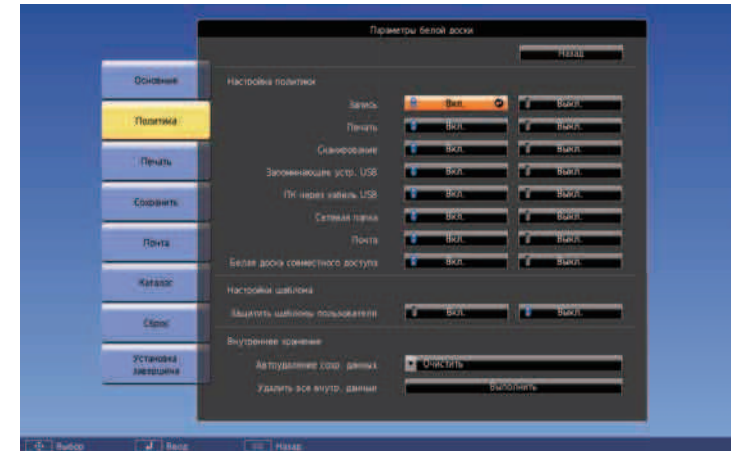 Параметры белой доски
Назад
Основные
Политика
Печать
Сохранить
Почта
Каталог
Сброс
Установка
завершена
Настройка политики
Запись Вкл. Выкл.
Печать Вкл. Выкл.
Сканирование Вкл. Выкл.
Запоминающее устр. USB Вкл. Выкл.
ПК через кабель USB Вкл. Выкл.
Сетевая папка Вкл. Выкл.
Почта Вкл. Выкл.
Белая доска совместного доступа Вкл. Выкл.
Настройки шаблона
Защитить шаблоны пользователя Вкл. Выкл.
Внутреннее хранение
Автоудаление сохр. данных Очистить
Удалить все внутр. данные Выполнить
Выбор Ввод Назад